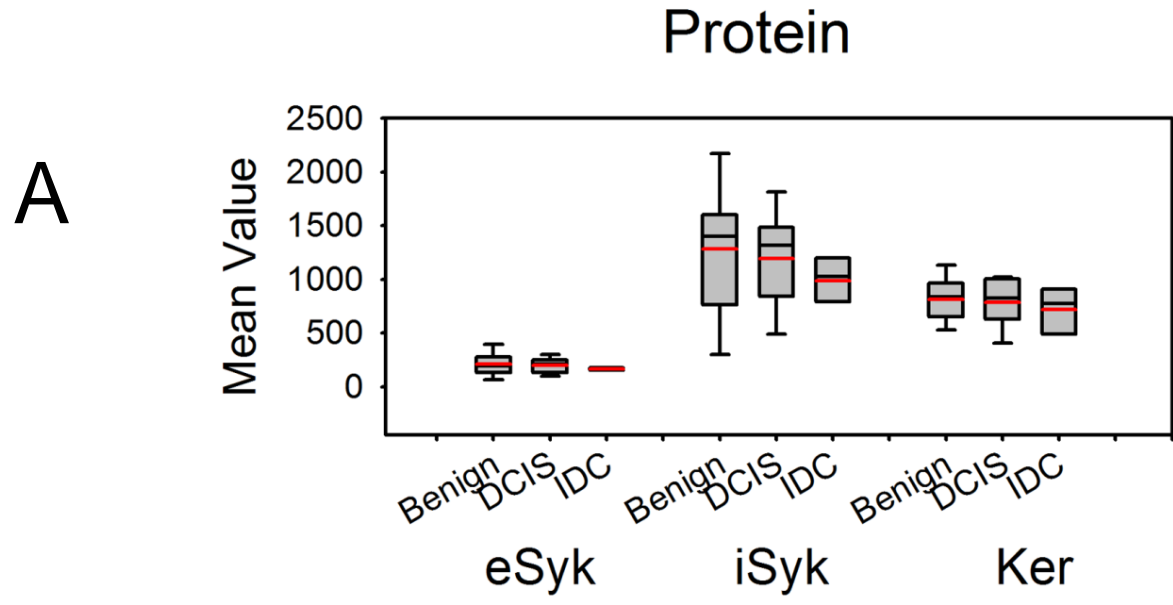 Protein
A
Mean Value
2500
2000
1500
1000
500
0
Benign DCIS IDC Benign DCIS IDC Benign DCIS IDC
eSyk iSyk Ker